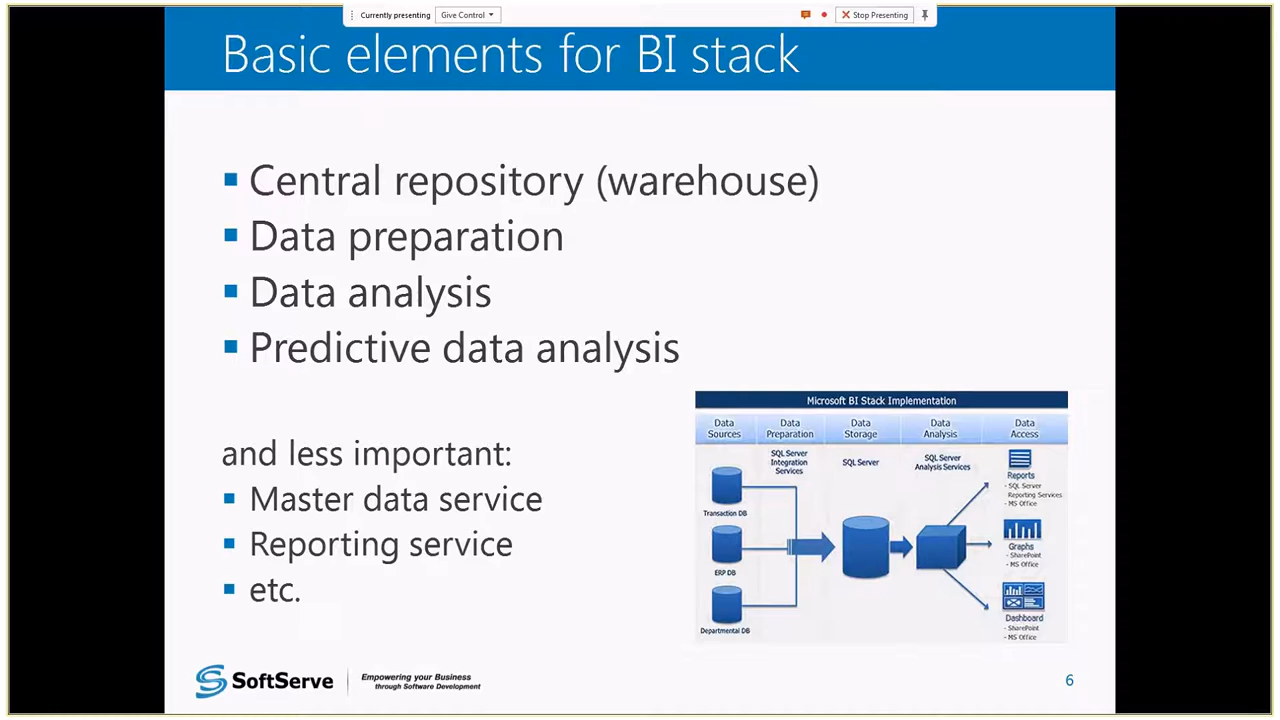 Currently presenting Give Control Stop Presenting
Basic elements for BI stack
Central repository (warehouse)
Data preparation
Data analysis
Predictive data analysis
and less important:
Master data service
Reporting service
etc.
Microsoft BI Stack Implementation
Data Sources
Data Preparation
Data Storage
Data Analysis
Data Access
SQL Server Integration Services
SQL Server
SQL Server Analysis Services
Transaction DB
ERP DB
Departmental DB
Reports
- SQL Server
Reporting Services
- MS Office
Graphs
- SharePoint
- MS Office
Dashboard
- SharePoint
- MS Office
SoftServe
Empowering your Business
through Software Development
6